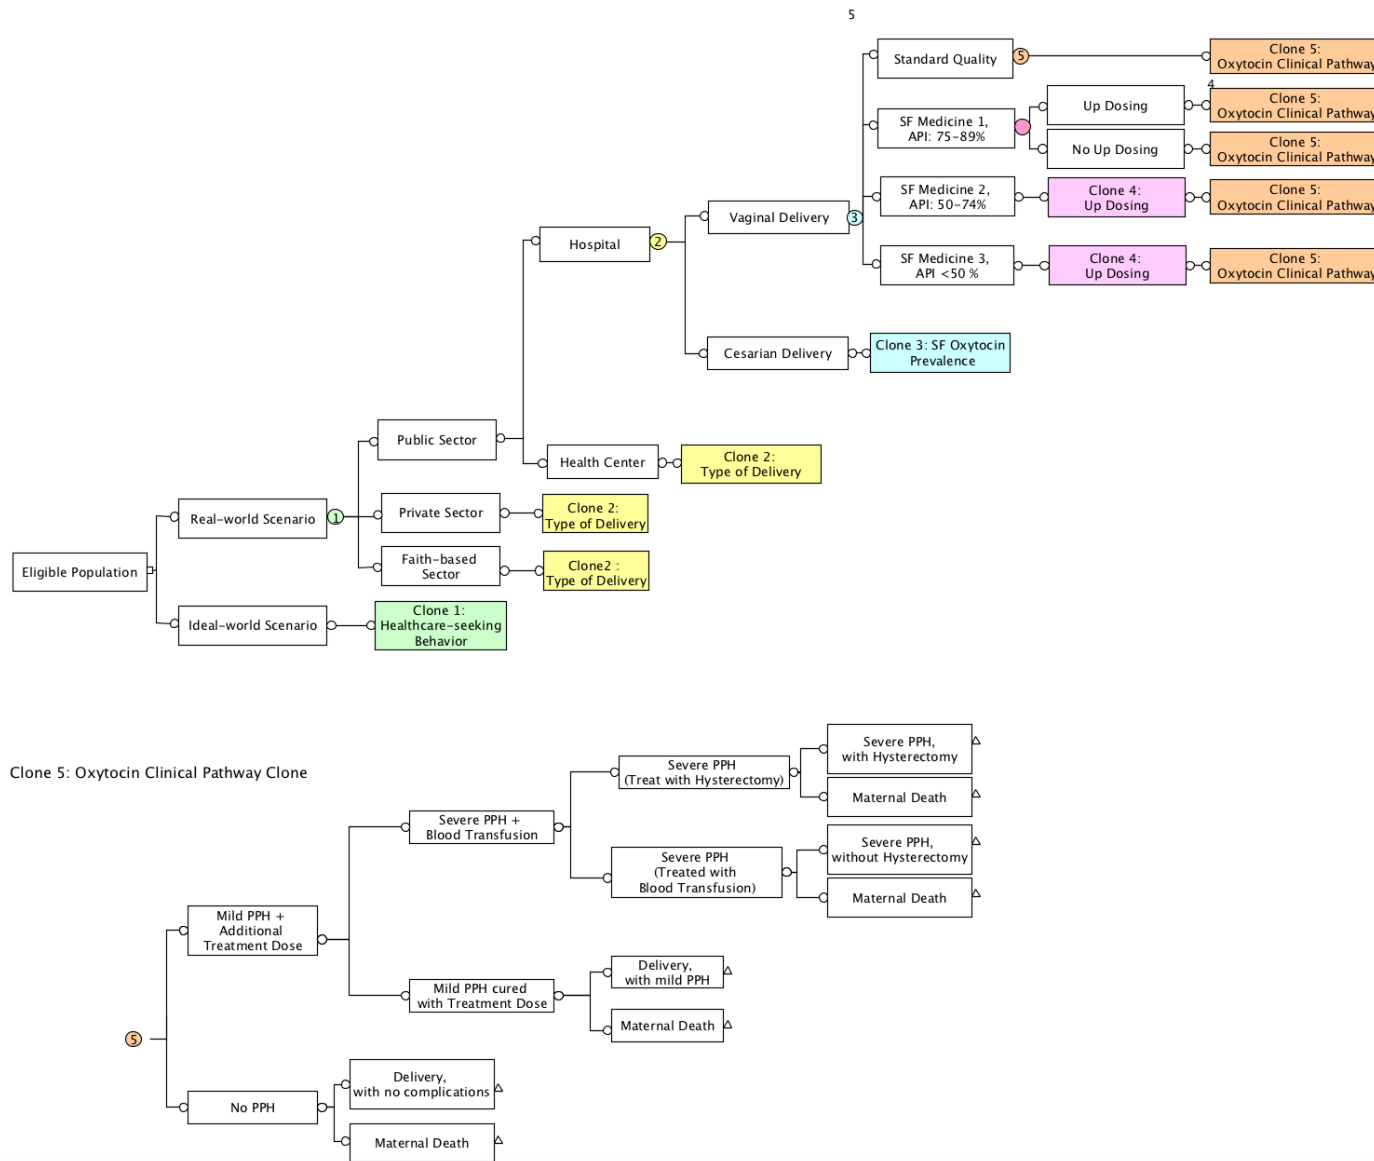 5
Standard Quality
5
Clone 5:
Oxytocin Clinical Pathway
4
SF Medicine 1,
API: 75-89%
Up Dosing
Clone 5:
Oxytocin Clinical Pathway
No Up Dosing
Clone 5:
Oxytocin Clinical Pathway
SF Medicine 2,
API: 50-74%
Clone 4:
Up Dosing
Clone 5:
Oxytocin Clinical Pathway
Vaginal Delivery
3
SF Medicine 3,
API <50 %
Clone 4:
Up Dosing
Clone 5:
Oxytocin Clinical Pathway
Hospital
2
Cesarian Delivery
Clone 3: SF Oxytocin
Prevalence
Public Sector
Health Center
Clone 2:
Type of Delivery
Real-world Scenario
1
Private Sector
Clone 2:
Type of Delivery
Faith-based
Sector
Clone2 :
Type of Delivery
Eligible Population
Ideal-world Scenario
Clone 1:
Healthcare-seeking
Behavior
Clone 5: Oxytocin Clinical Pathway Clone
Severe PPH,
with Hysterectomy
Severe PPH
(Treat with Hysterectomy)
Maternal Death
Severe PPH +
Blood Transfusion
Severe PPH,
without Hysterectomy
Severe PPH
(Treated with
Blood Transfusion)
Maternal Death
Mild PPH +
Additional
Treatment Dose
Delivery,
with mild PPH
Mild PPH cured
with Treatment Dose
Maternal Death
5
Delivery,
with no complications
No PPH
Maternal Death